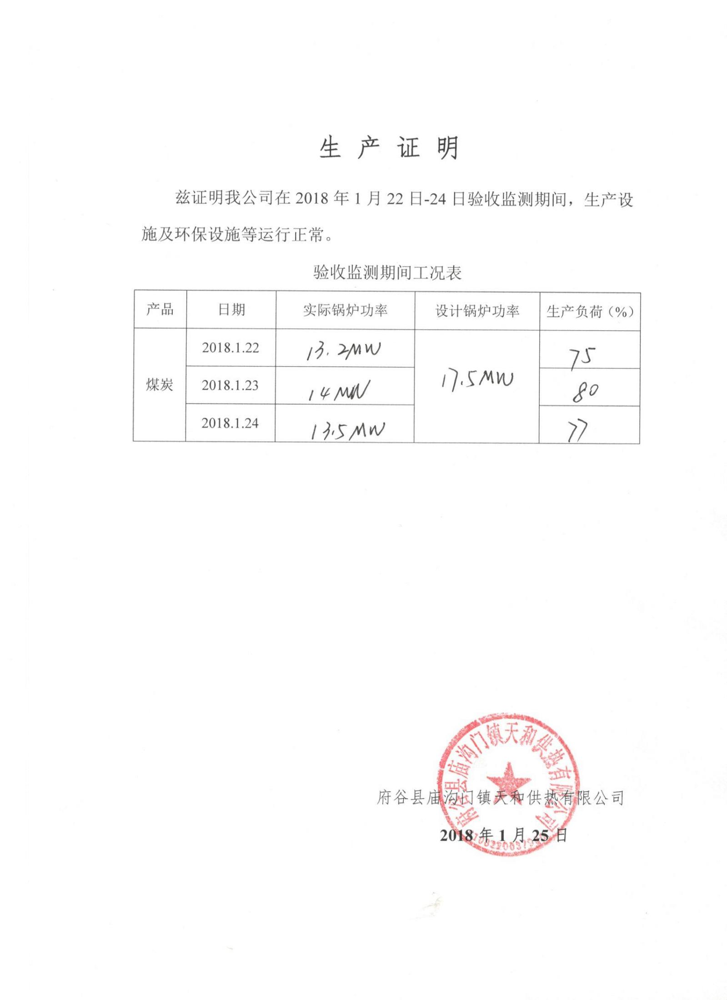 生产证明
兹证明我公司在 2018 年 1 月 22 日-24 日验收监测期间，生产设
施及环保设施等运行正常。
验收监测期间工况表
产品 日期 实际锅炉功率 设计锅炉功率 生产负荷（%）
煤炭 2018.1.22 13.2MW 17.5MW 75
2018.1.23 14MW 80
2018.1.24 13.5MW 77
府谷县庙沟门镇天和供热有限公司
府谷县庙沟门镇天和供热有限公司
2018 年 1 月 25 日